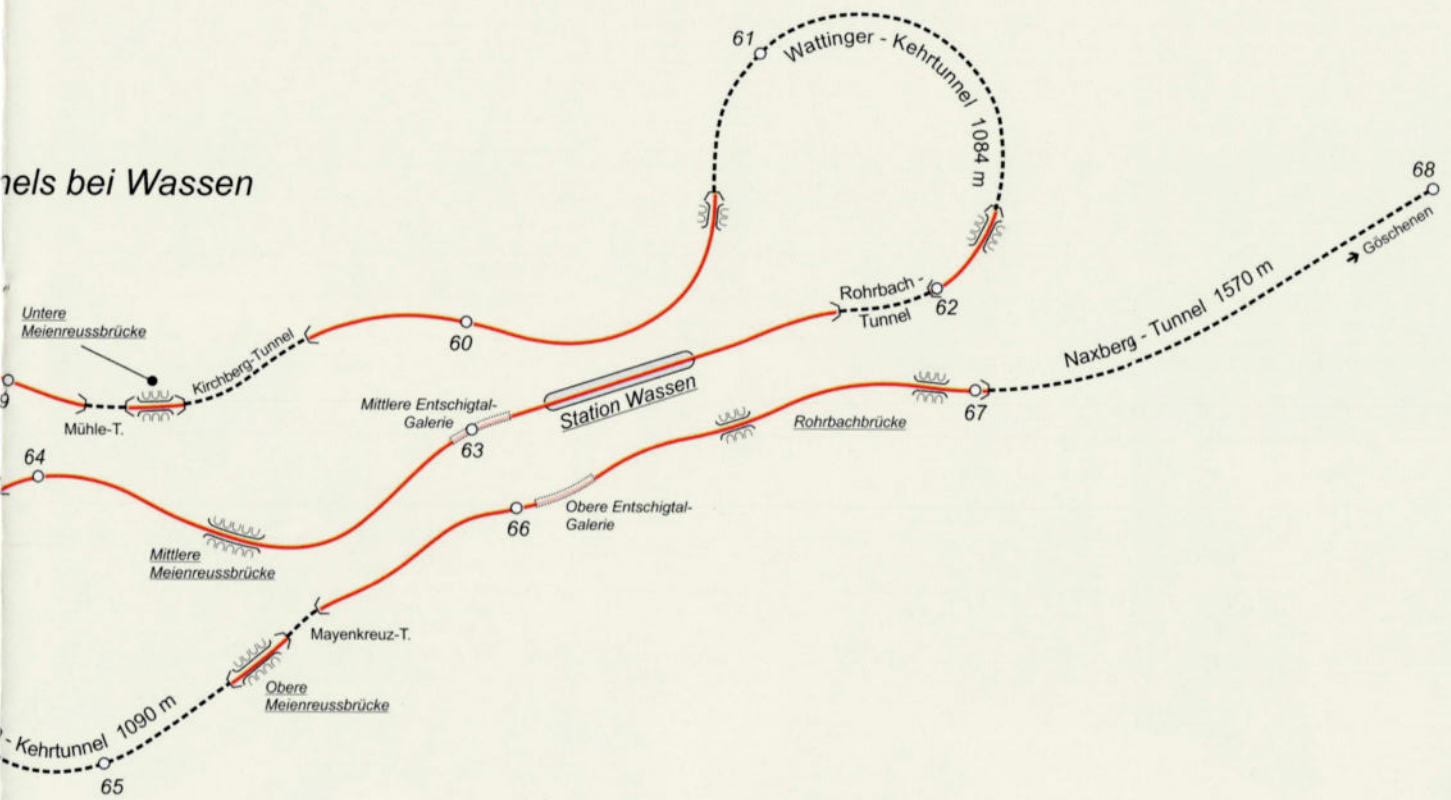 61
Wattinger - Kehrtunnel 1084 m
68
nels bei Wassen
Göschenen
Rohrbach -
Tunnel
62
Naxberg - Tunnel 1570 m
Untere
Meienreussbrücke
Kirchberg-Tunnel
60
9
Mühle-T.
Mittlere Entschigtal-
Galerie
63
Station Wassen
67
Rohrbachbrücke
64
66
Obere Entschigtal-
Galerie
Mittlere
Meienreussbrücke
Mayenkreuz-T.
Obere
Meienreussbrücke
- Kehrtunnel 1090 m
65